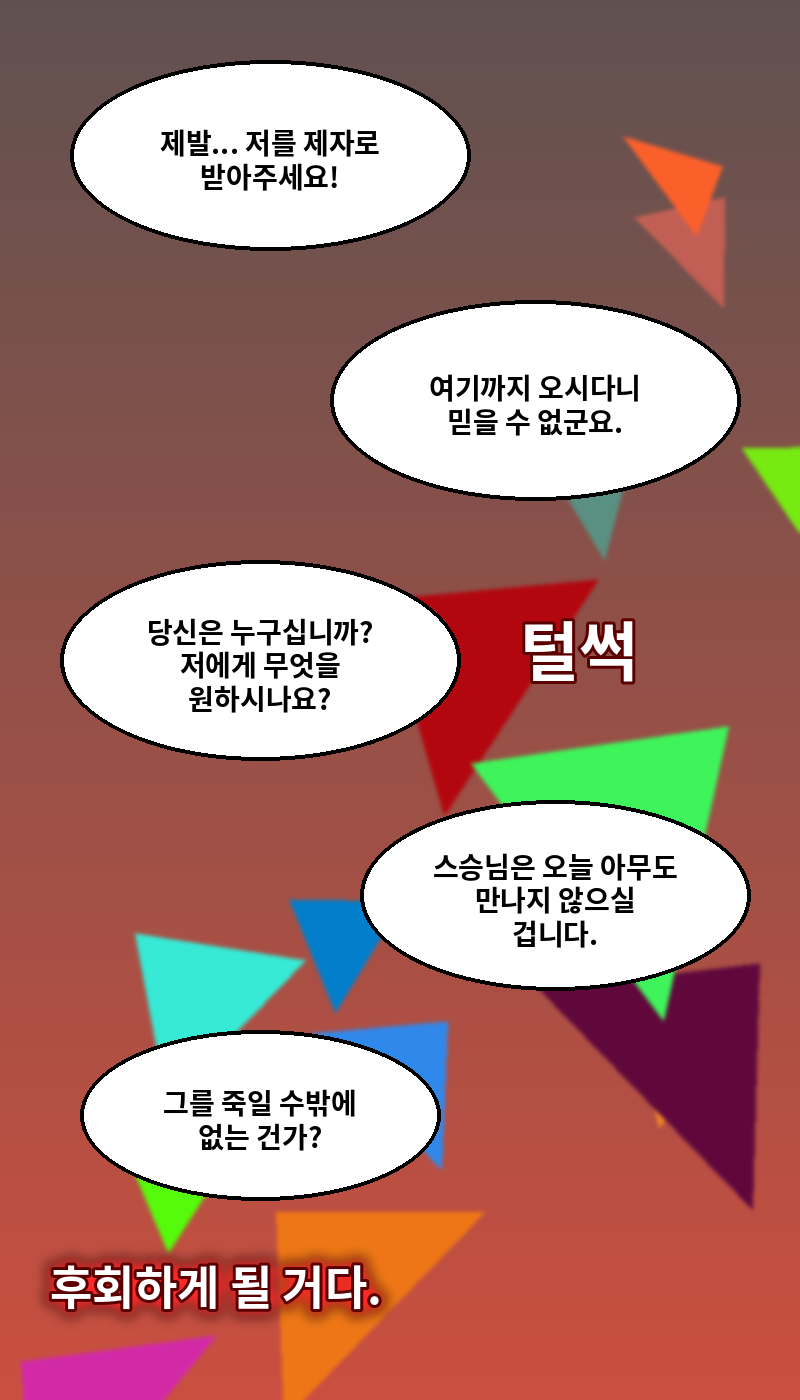 제발... 저를 제자로
받아주세요!
여기까지 오시다니
믿을 수 없군요.
당신은 누구십니까?
저에게 무엇을
원하시나요?
털썩
스승님은 오늘 아무도
만나지 않으실
겁니다.
그를 죽일 수밖에
없는 건가?
후회하게 될 거다.